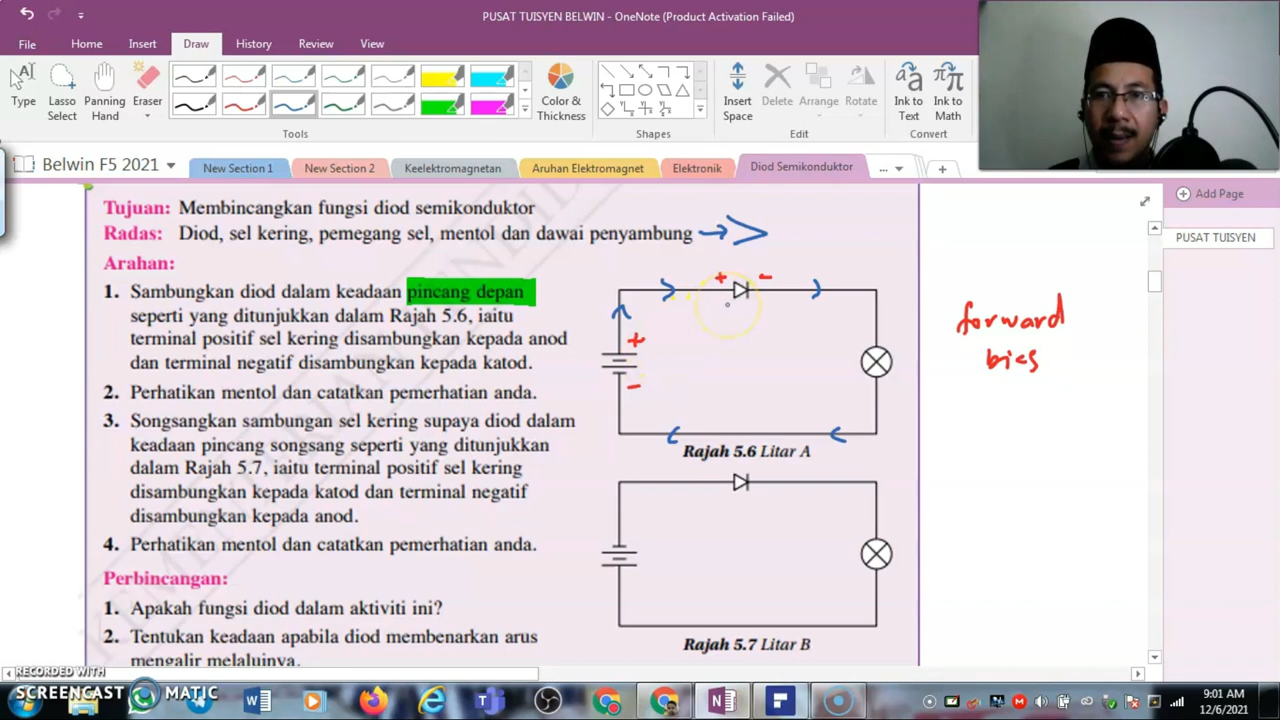 PUSAT TUISYEN BELWIN - OneNote (Product Activation Failed)
File Home Insert Draw History Review View
Type Lasso Select Panning Hand Eraser
Color & Thickness
Insert Space Delete Arrange Rotate
Ink to Text Ink to Math
Tools Shapes Edit Convert
Belwin F5 2021 New Section 1 New Section 2 Keelektromagnetan Aruhan Elektromagnet Elektronik Diod Semikonduktor ...
Add Page
PUSAT TUISYEN
Tujuan: Membincangkan fungsi diod semikonduktor
Radas: Diod, sel kering, pemegang sel, mentol dan dawai penyambung
Arahan:
1. Sambungkan diod dalam keadaan pincang depan
seperti yang ditunjukkan dalam Rajah 5.6, iaitu
terminal positif sel kering disambungkan kepada anod
dan terminal negatif disambungkan kepada katod.
2. Perhatikan mentol dan catatkan pemerhatian anda.
3. Songsangkan sambungan sel kering supaya diod dalam
keadaan pincang songsang seperti yang ditunjukkan
dalam Rajah 5.7, iaitu terminal positif sel kering
disambungkan kepada katod dan terminal negatif
disambungkan kepada anod.
4. Perhatikan mentol dan catatkan pemerhatian anda.
Perbincangan:
1. Apakah fungsi diod dalam aktiviti ini?
2. Tentukan keadaan apabila diod membenarkan arus
mengalir melaluinya.
+ -
+
-
Rajah 5.6 Litar A
Rajah 5.7 Litar B
forward
bias
RECORDED WITH
SCREENCAST MATIC
9:01 AM
12/6/2021